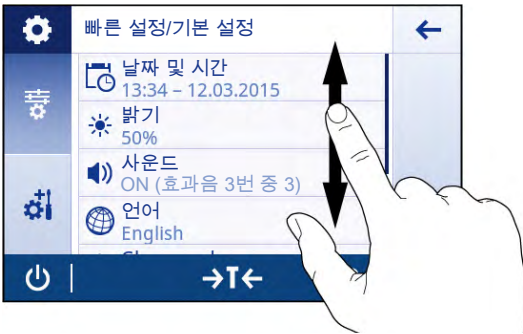 빠른 설정/기본 설정
날짜 및 시간
13:34 – 12.03.2015
밝기
50%
사운드
ON (효과음 3번 중 3)
언어
English
→T←